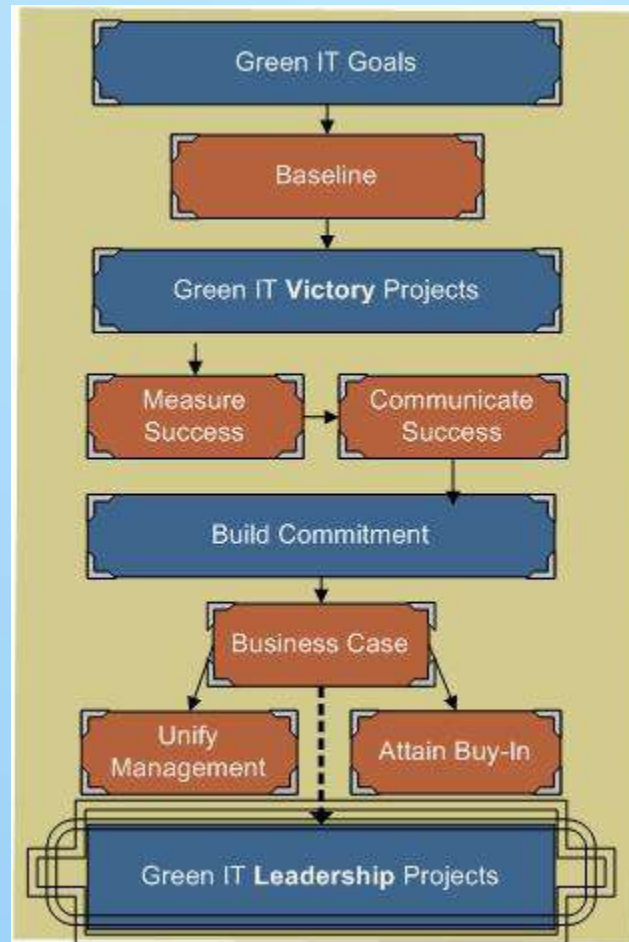 Green IT Goals
Baseline
Green IT Victory Projects
Measure
Success
Communicate
Success
Build Commitment
Business Case
Unify
Management
Attain Buy-In
Green IT Leadership Projects